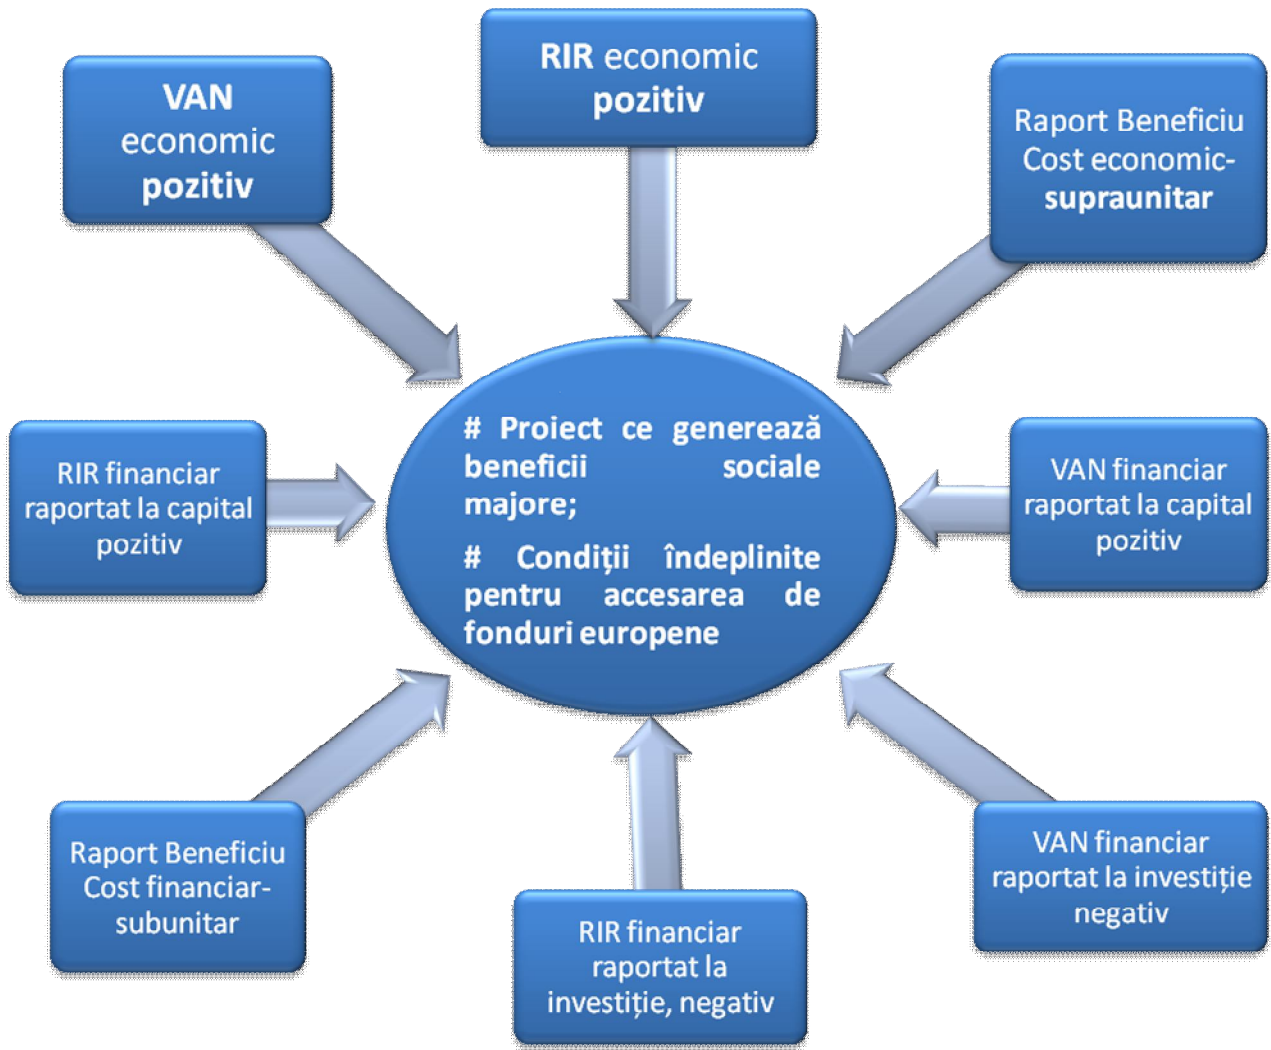 RIR economic
pozitiv
VAN
economic
pozitiv
Raport Beneficiu
Cost economic-
supraunitar
# Proiect ce generează
beneficii sociale
majore;
# Condiții îndeplinite
pentru accesarea de
fonduri europene
RIR financiar
raportat la capital
pozitiv
VAN financiar
raportat la capital
pozitiv
Raport Beneficiu
Cost financiar-
subunitar
RIR financiar
raportat la
investiție, negativ
VAN financiar
raportat la investiție
negativ